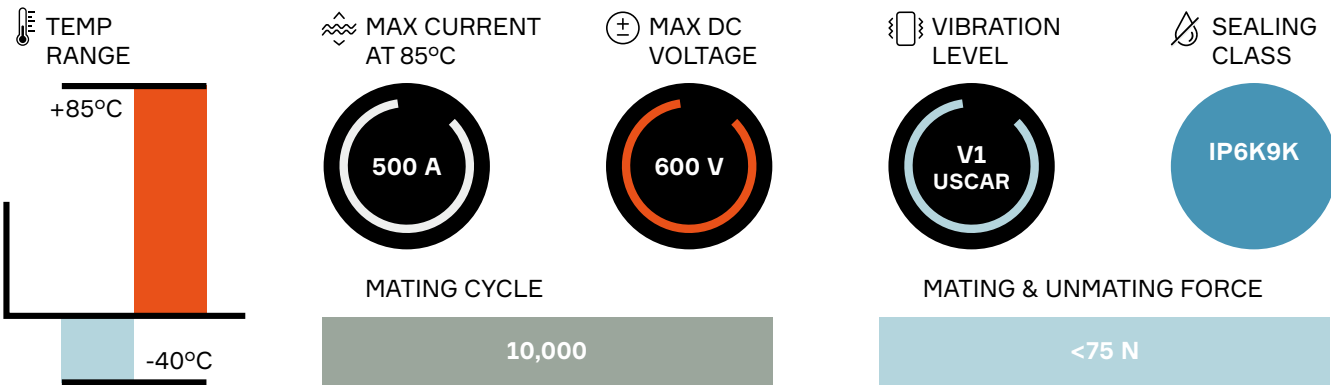 TEMP
RANGE
+85°C
-40°C
MAX CURRENT
AT 85°C
500 A
MAX DC
VOLTAGE
600 V
VIBRATION
LEVEL
V1
USCAR
SEALING
CLASS
IP6K9K
MATING CYCLE
10,000
MATING & UNMATING FORCE
<75 N